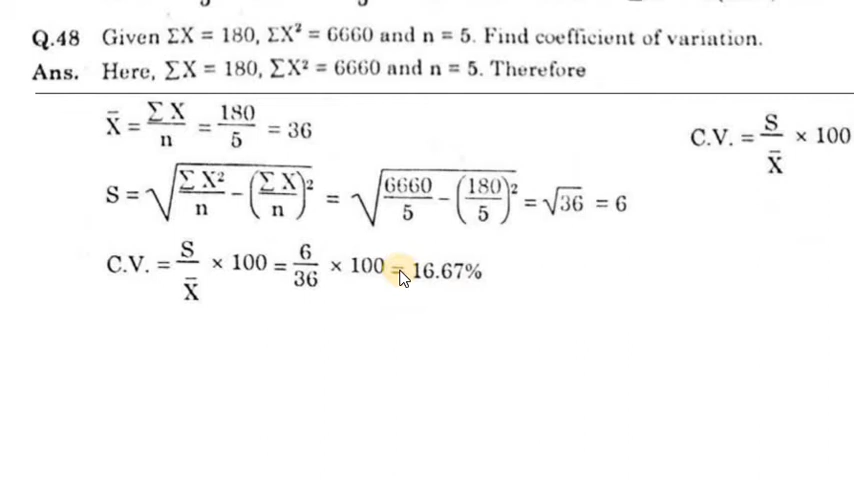 Q.48 Given ΣX = 180, ΣX² = 6660 and n = 5. Find coefficient of variation.
Ans. Here, ΣX = 180, ΣX² = 6660 and n = 5. Therefore
X̄ = ΣX/n = 180/5 = 36
C.V. = S/X̄ × 100
S = √(ΣX²/n − (ΣX/n)²) = √(6660/5 − (180/5)²) = √36 = 6
C.V. = S/X̄ × 100 = 6/36 × 100 = 16.67%